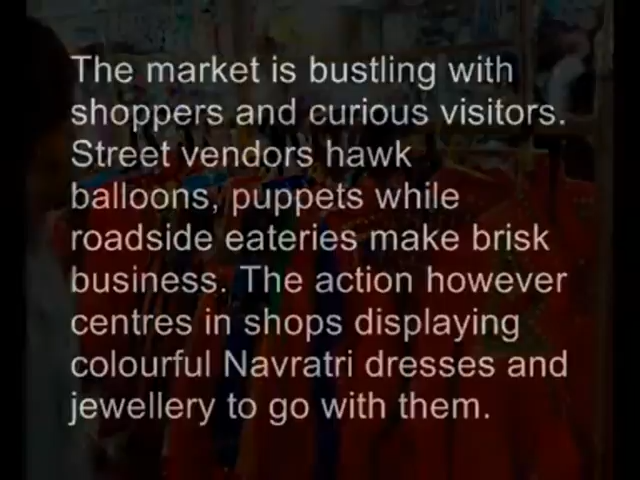 The market is bustling with
shoppers and curious visitors.
Street vendors hawk
balloons, puppets while
roadside eateries make brisk
business. The action however
centres in shops displaying
colourful Navratri dresses and
jewellery to go with them.